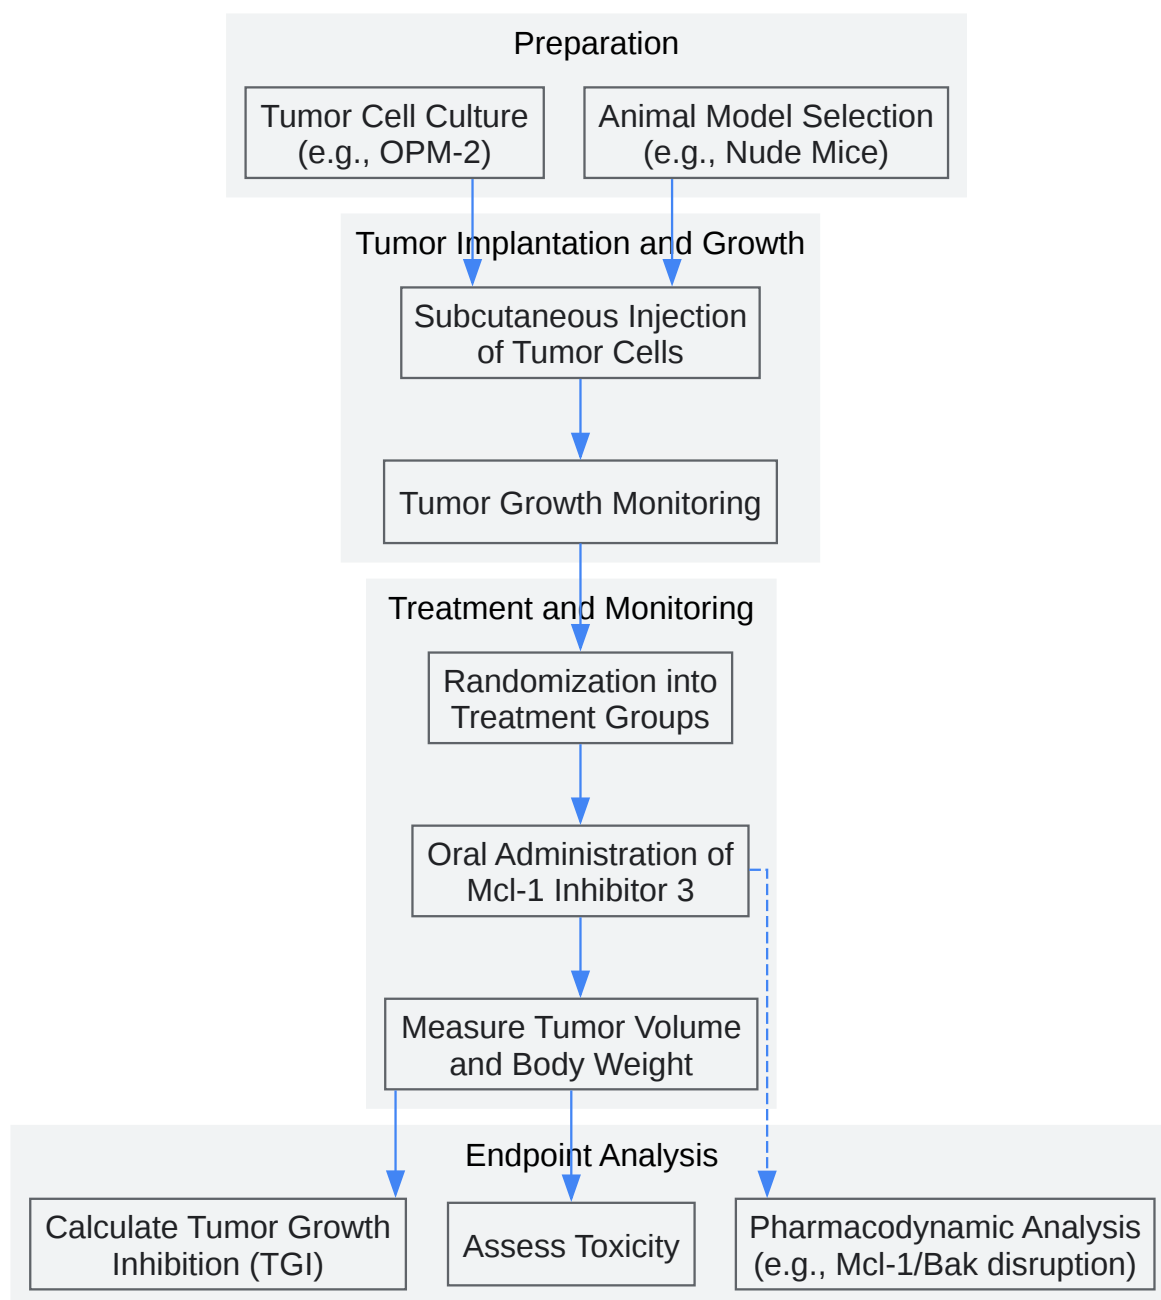 Preparation
Tumor Cell Culture
(e.g., OPM-2)
Animal Model Selection
(e.g., Nude Mice)
Tumor Implantation and Growth
Subcutaneous Injection
of Tumor Cells
Tumor Growth Monitoring
Treatment and Monitoring
Randomization into
Treatment Groups
Oral Administration of
Mcl-1 Inhibitor 3
Measure Tumor Volume
and Body Weight
Endpoint Analysis
Calculate Tumor Growth
Inhibition (TGI)
Assess Toxicity
Pharmacodynamic Analysis
(e.g., Mcl-1/Bak disruption)